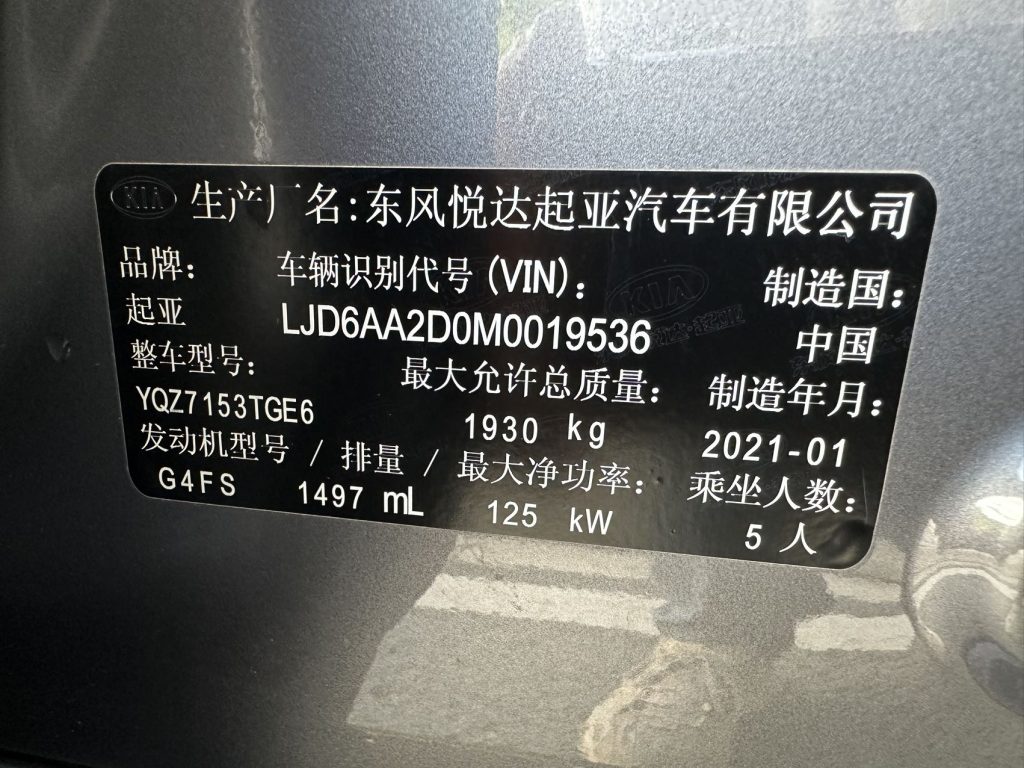 KIA 生产厂名:东风悦达起亚汽车有限公司
品牌: 车辆识别代号(VIN): 制造国:
起亚 LJD6AA2D0M0019536 中国
整车型号: 最大允许总质量: 制造年月:
YQZ7153TGE6 1930 kg 2021-01
发动机型号 / 排量 / 最大净功率: 乘坐人数:
G4FS 1497 mL 125 kW 5 人
KIA